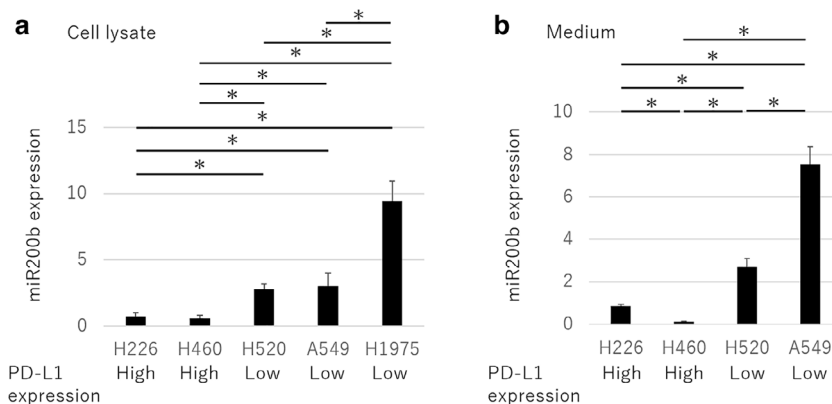 a Cell lysate
*
*
*
*
*
*
*
*
miR200b expression
15
10
5
0
H226 H460 H520 A549 H1975
PD-L1 expression High High Low Low Low
b Medium
*
*
*
* * *
miR200b expression
10
8
6
4
2
0
H226 H460 H520 A549
PD-L1 expression High High Low Low